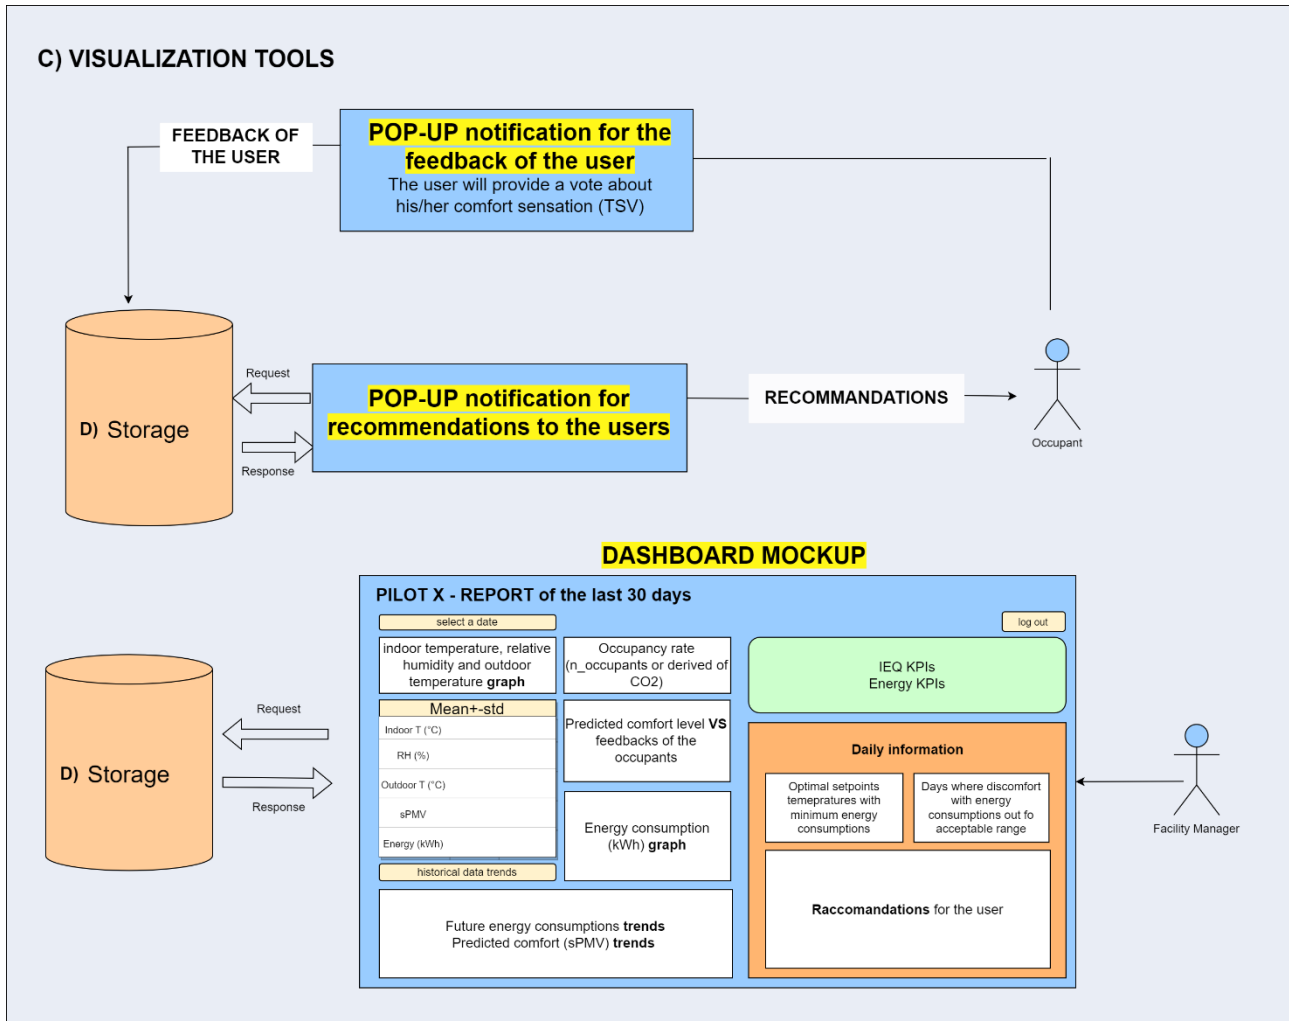 C) VISUALIZATION TOOLS
FEEDBACK OF
THE USER
POP-UP notification for the
feedback of the user
The user will provide a vote about
his/her comfort sensation (TSV)
D) Storage
Request
Response
POP-UP notification for
recommendations to the users
RECOMMANDATIONS
Occupant
DASHBOARD MOCKUP
PILOT X - REPORT of the last 30 days
select a date
log out
indoor temperature, relative
humidity and outdoor
temperature graph
Occupancy rate
(n_occupants or derived of
CO2)
IEQ KPIs
Energy KPIs
Mean+-std
Indoor T (°C)
RH (%)
Outdoor T (°C)
sPMV
Energy (kWh)
Predicted comfort level VS
feedbacks of the
occupants
Energy consumption
(kWh) graph
historical data trends
Future energy consumptions trends
Predicted comfort (sPMV) trends
Daily information
Optimal setpoints
temepratures with
minimum energy
consumptions
Days where discomfort
with energy
consumptions out fo
acceptable range
Raccomandations for the user
D) Storage
Request
Response
Facility Manager